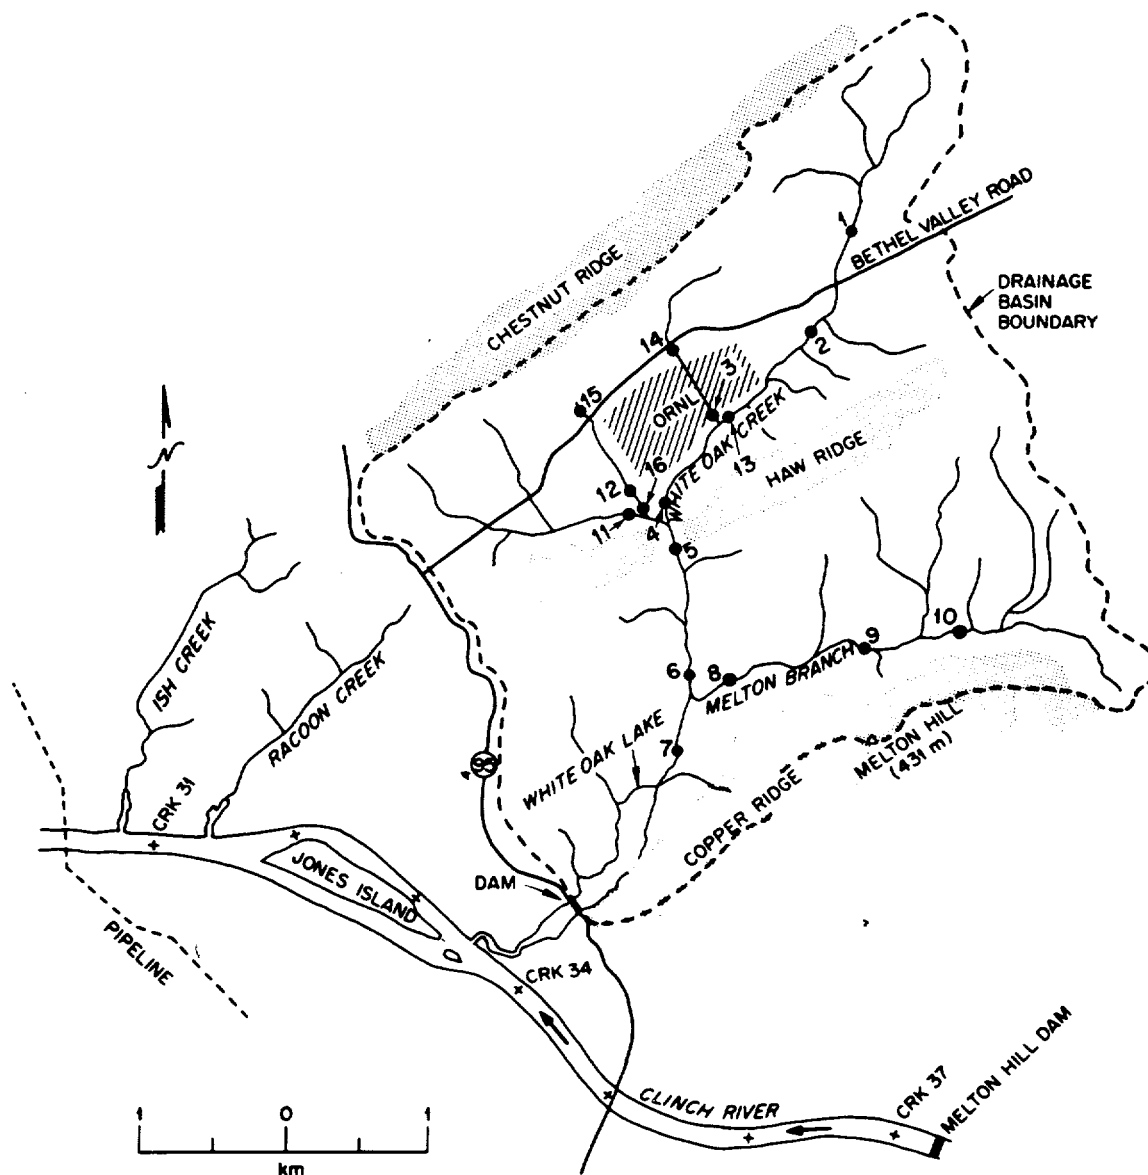 CHESTNUT RIDGE
1
BETHEL VALLEY ROAD
DRAINAGE
BASIN
BOUNDARY
2
14
3
15
ORNL
WHITE OAK CREEK
13
HAW RIDGE
16
12
11
4
5
N
ISH CREEK
RACOON CREEK
10
9
6
8
MELTON BRANCH
7
MELTON HILL
(431 m)
WHITE OAK LAKE
95
COPPER RIDGE
CRK 31
JONES ISLAND
DAM
PIPELINE
CRK 34
CLINCH RIVER
CRK 37
MELTON HILL DAM
1 0 1
km